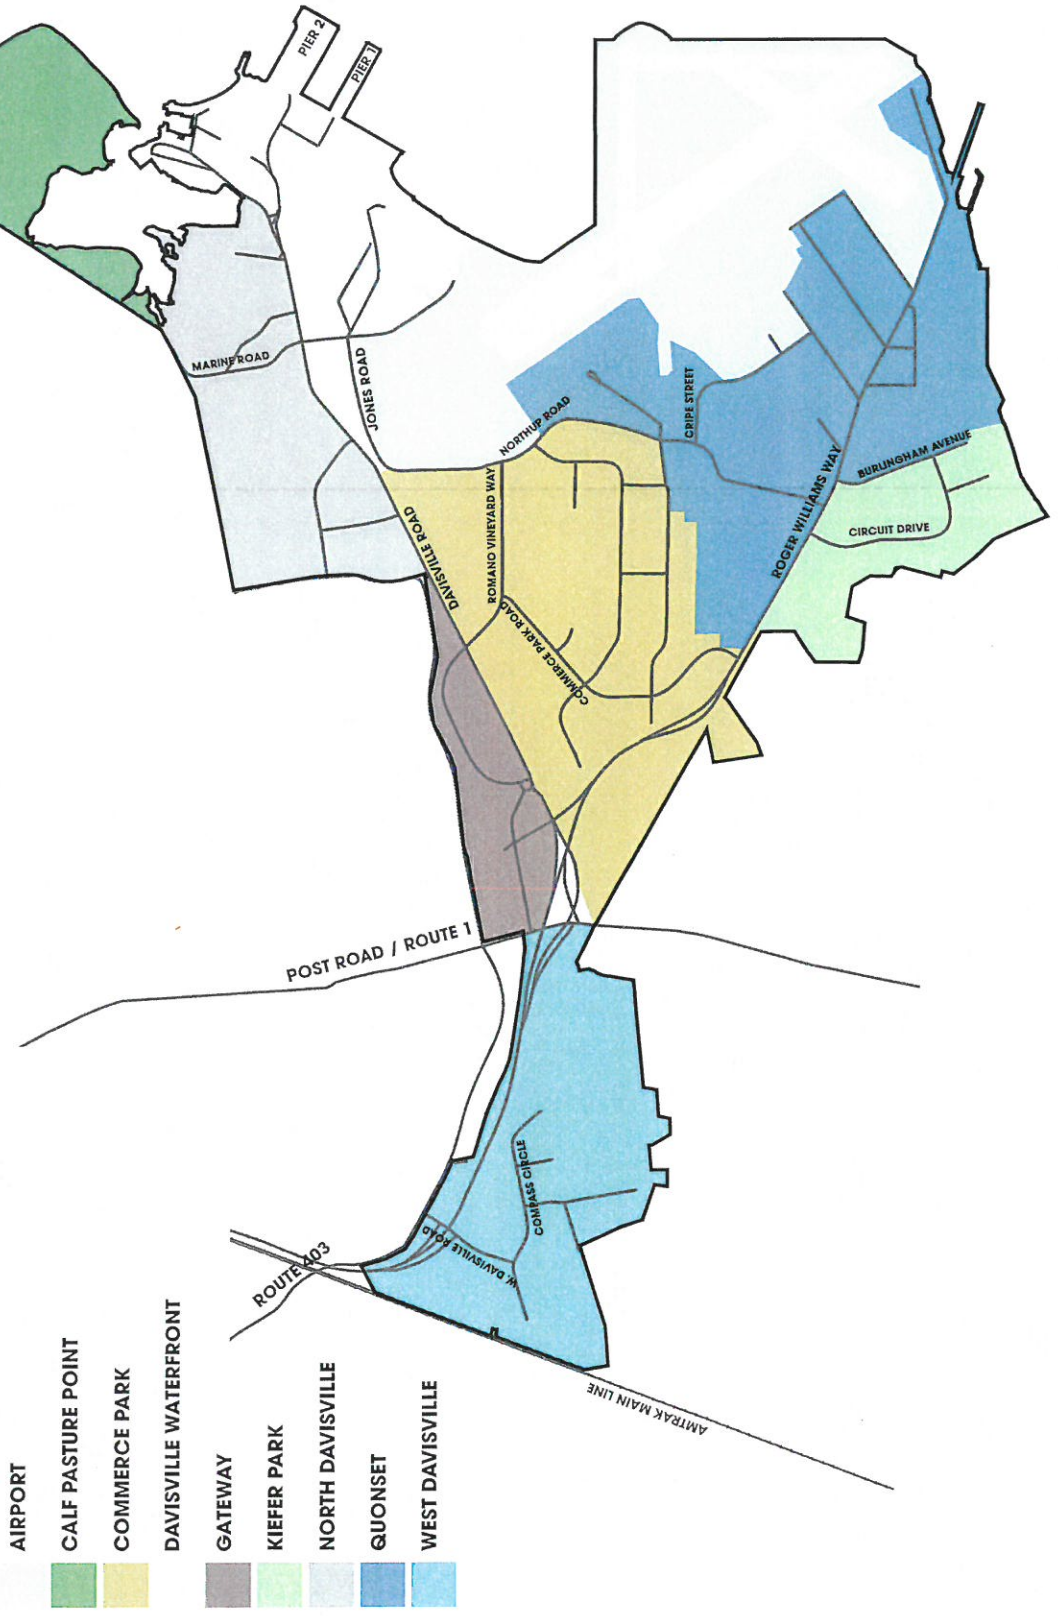 AIRPORT
CALF PASTURE POINT
COMMERCE PARK
DAVISVILLE WATERFRONT
GATEWAY
KIEFER PARK
NORTH DAVISVILLE
QUONSET
WEST DAVISVILLE
PIER 2
PIER 1
MARINE ROAD
JONES ROAD
NORTHUP ROAD
CRIPE STREET
DAVISVILLE ROAD
ROMANO VINEYARD WAY
COMMERCE PARK ROAD
ROGER WILLIAMS WAY
BURLINGHAM AVENUE
CIRCUIT DRIVE
POST ROAD / ROUTE 1
ROUTE 403
W. DAVISVILLE ROAD
COMPASS CIRCLE
AMTRAK MAIN LINE